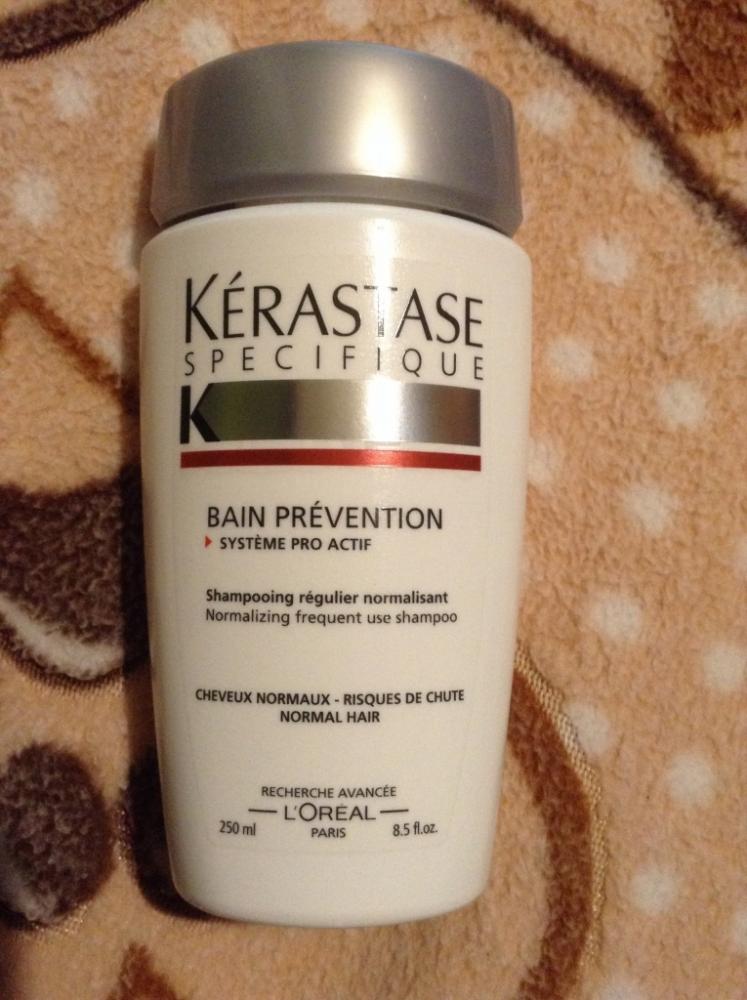 KÉRASTASE
SPECIFIQUE
K
BAIN PRÉVENTION
SYSTÈME PRO ACTIF
Shampooing régulier normalisant
Normalizing frequent use shampoo
CHEVEUX NORMAUX - RISQUES DE CHUTE
NORMAL HAIR
RECHERCHE AVANCÉE
L'ORÉAL
250 ml PARIS 8.5 fl.oz.